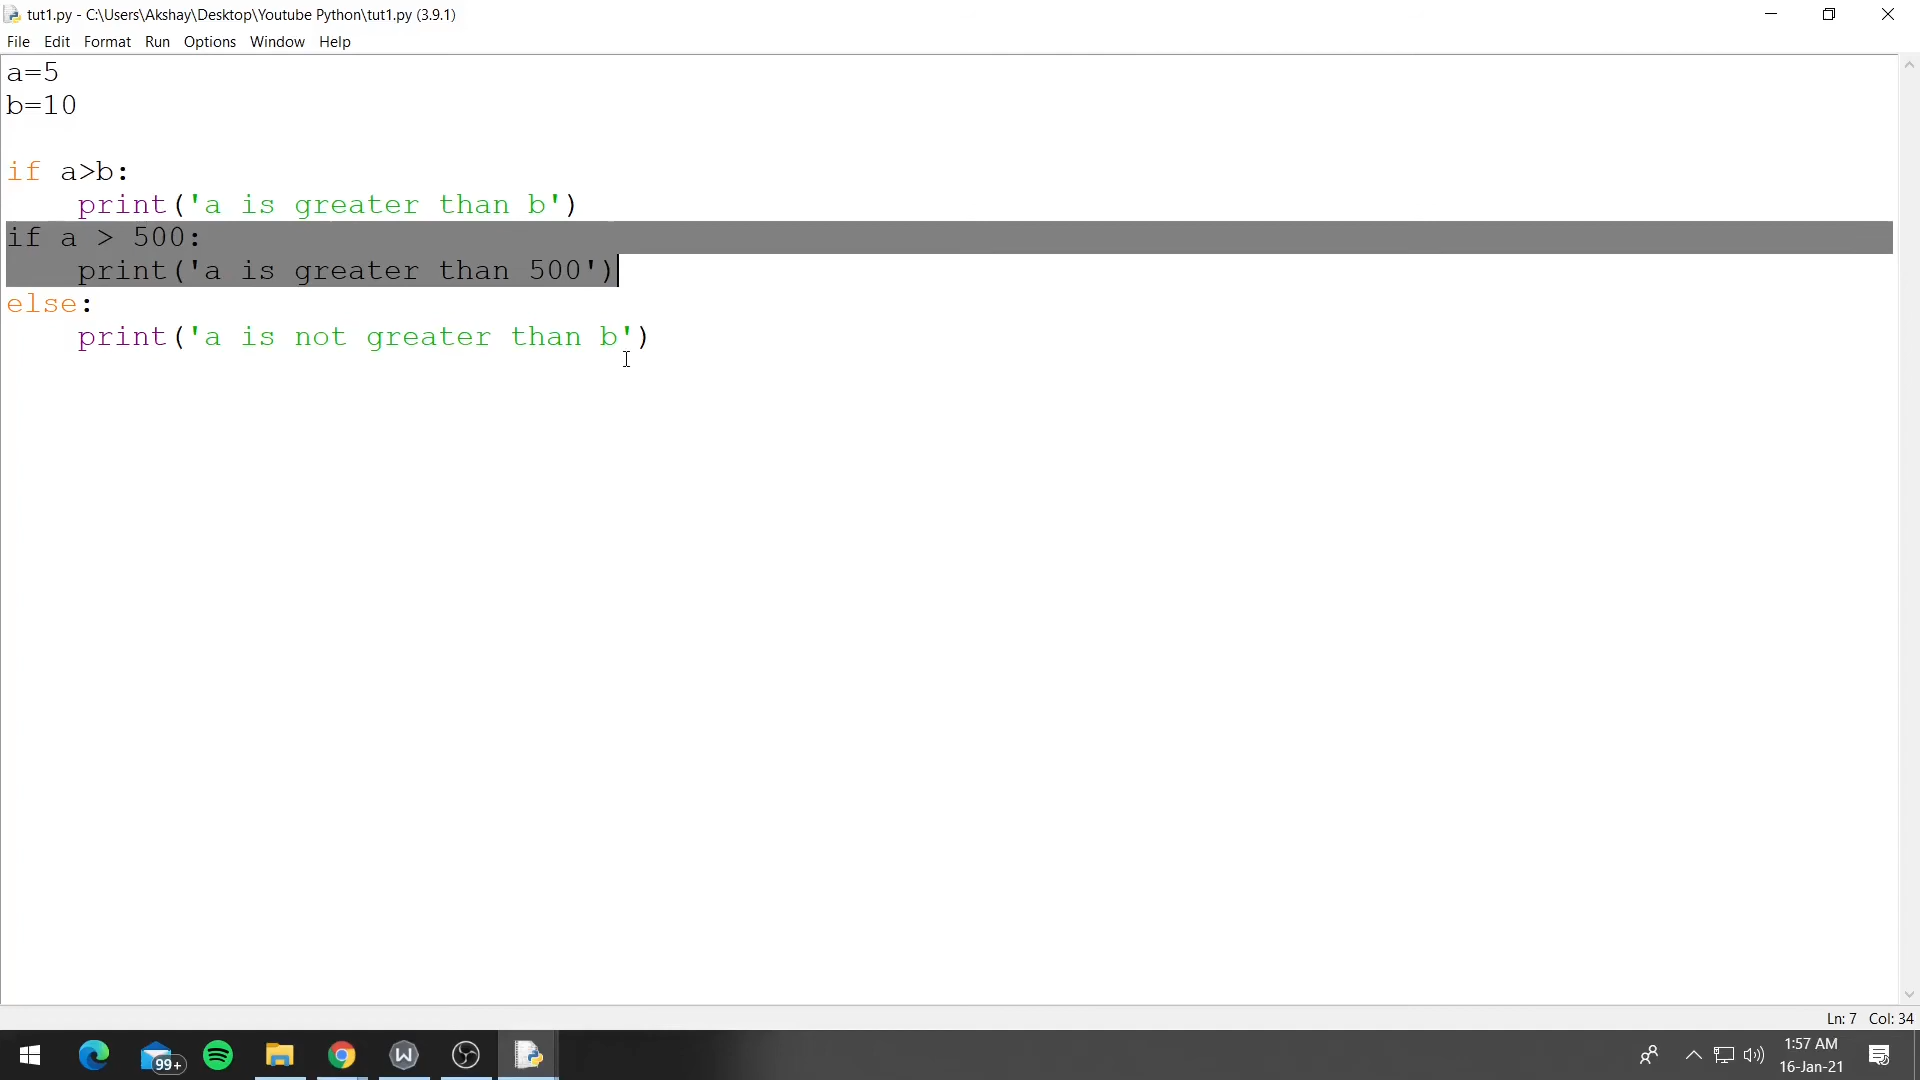 tut1.py - C:\Users\Akshay\Desktop\Youtube Python\tut1.py (3.9.1)
File Edit Format Run Options Window Help
a=5
b=10
if a>b:
    print('a is greater than b')
if a > 500:
    print('a is greater than 500')
else:
    print('a is not greater than b')
Ln: 7 Col: 34
99+
1:57 AM
16-Jan-21